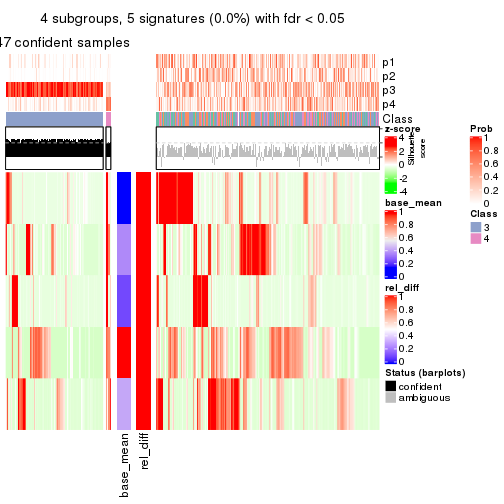 4 subgroups, 5 signatures (0.0%) with fdr < 0.05
47 confident samples
p1
p2
p3
p4
Class
z-score
4
2
0
-2
-4
Silhouette
score
base_mean
1
0.8
0.6
0.4
0.2
0
rel_diff
1
0.8
0.6
0.4
0.2
0
Status (barplots)
confident
ambiguous
Prob
1
0.8
0.6
0.4
0.2
0
Class
3
4
base_mean
rel_diff